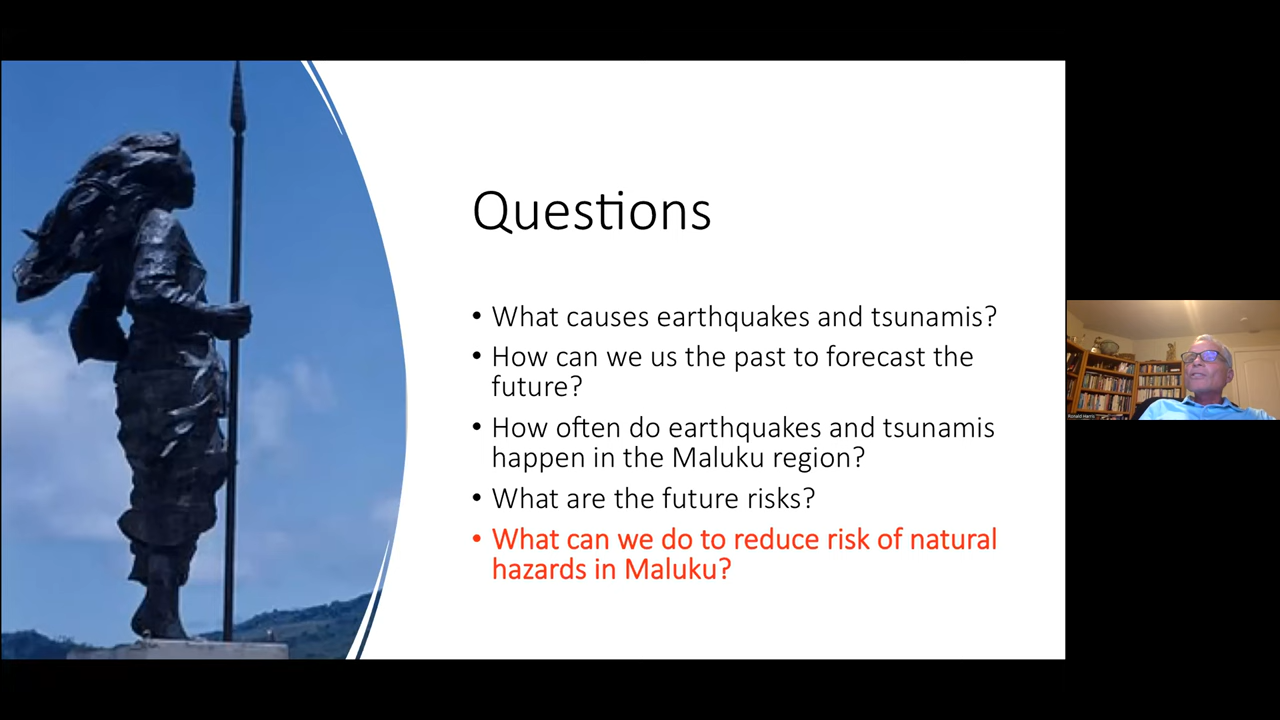 Questions
• What causes earthquakes and tsunamis?
• How can we us the past to forecast the
future?
• How often do earthquakes and tsunamis
happen in the Maluku region?
• What are the future risks?
• What can we do to reduce risk of natural
hazards in Maluku?
Ronald Harris